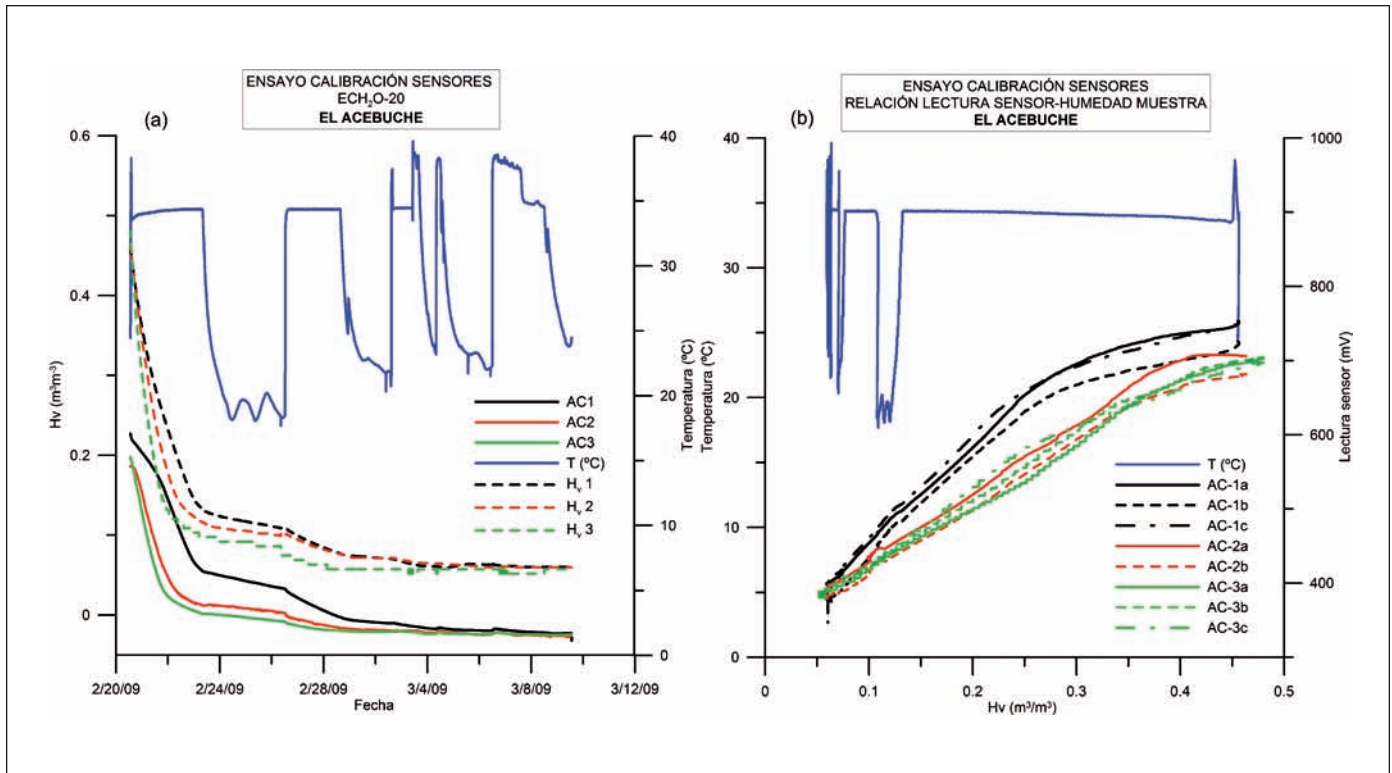 ENSAYO CALIBRACIÓN SENSORES
ECH₂O-20
EL ACEBUCHE
(a)
0.6
0.4
0.2
0
Hv (m³m⁻³)
40
30
20
10
0
Temperatura (ºC)
AC1
AC2
AC3
T (ºC)
Hᵥ 1
Hᵥ 2
Hᵥ 3
2/20/09
2/24/09
2/28/09
3/4/09
3/8/09
3/12/09
Fecha
ENSAYO CALIBRACIÓN SENSORES
RELACIÓN LECTURA SENSOR-HUMEDAD MUESTRA
EL ACEBUCHE
(b)
40
30
20
10
0
Temperatura (ºC)
1000
800
600
400
Lectura sensor (mV)
T (ºC)
AC-1a
AC-1b
AC-1c
AC-2a
AC-2b
AC-3a
AC-3b
AC-3c
0
0.1
0.2
0.3
0.4
0.5
Hv (m³/m³)